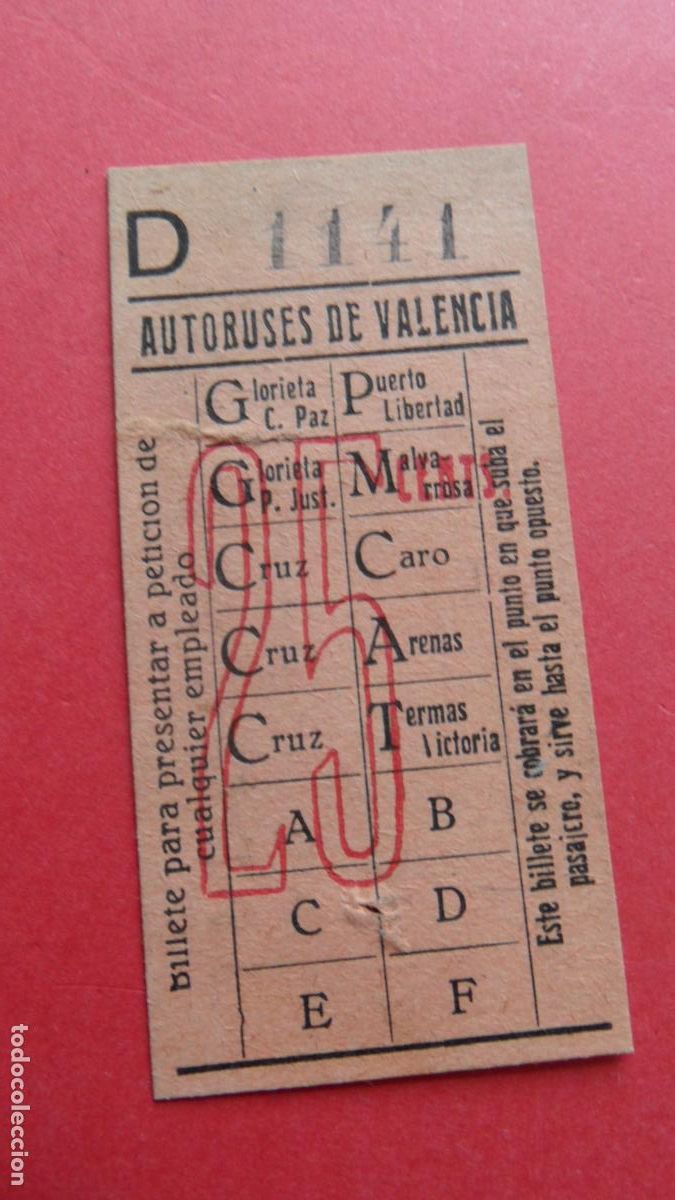 D 1141
AUTOBUSES DE VALENCIA
Glorieta C. Paz
Puerto Libertad
Glorieta P. Just.
Malva-rrosa
Cruz
Caro
Cruz
Arenas
Cruz
Termas Victoria
A B
C D
E F
25 CENTS.
Billete para presentar a petición de
cualquier empleado
Este billete se cobrará en el punto en que suba el
pasajero, y sirve hasta el punto opuesto.
todocoleccion